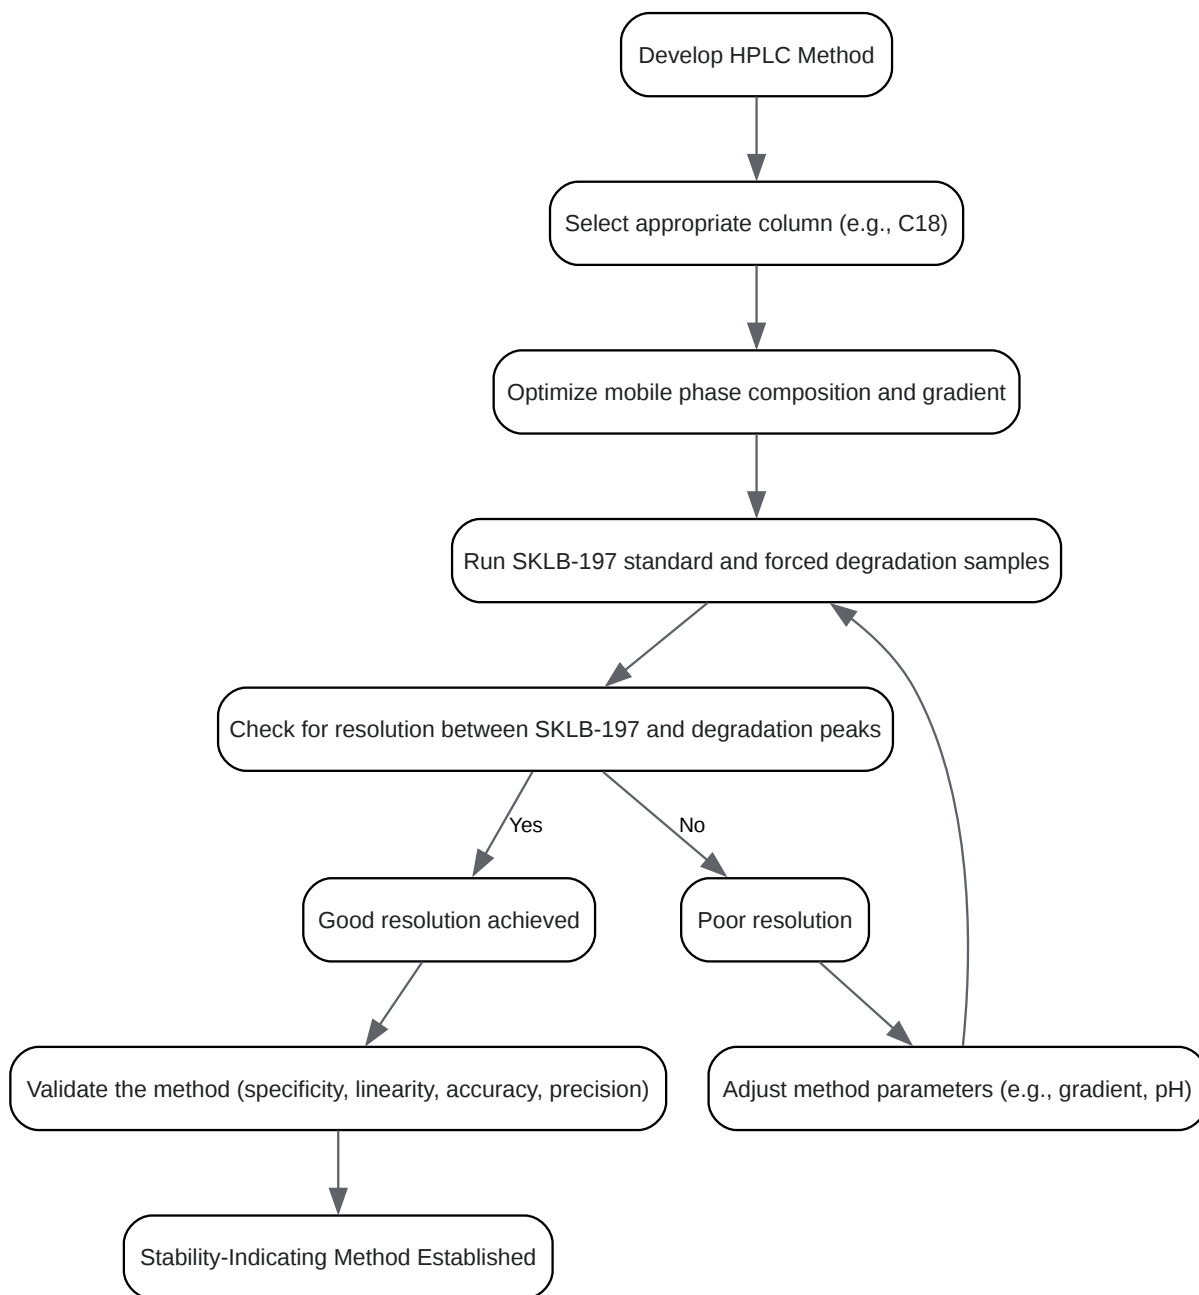 Develop HPLC Method
Select appropriate column (e.g., C18)
Optimize mobile phase composition and gradient
Run SKLB-197 standard and forced degradation samples
Check for resolution between SKLB-197 and degradation peaks
Yes
No
Good resolution achieved
Poor resolution
Validate the method (specificity, linearity, accuracy, precision)
Adjust method parameters (e.g., gradient, pH)
Stability-Indicating Method Established